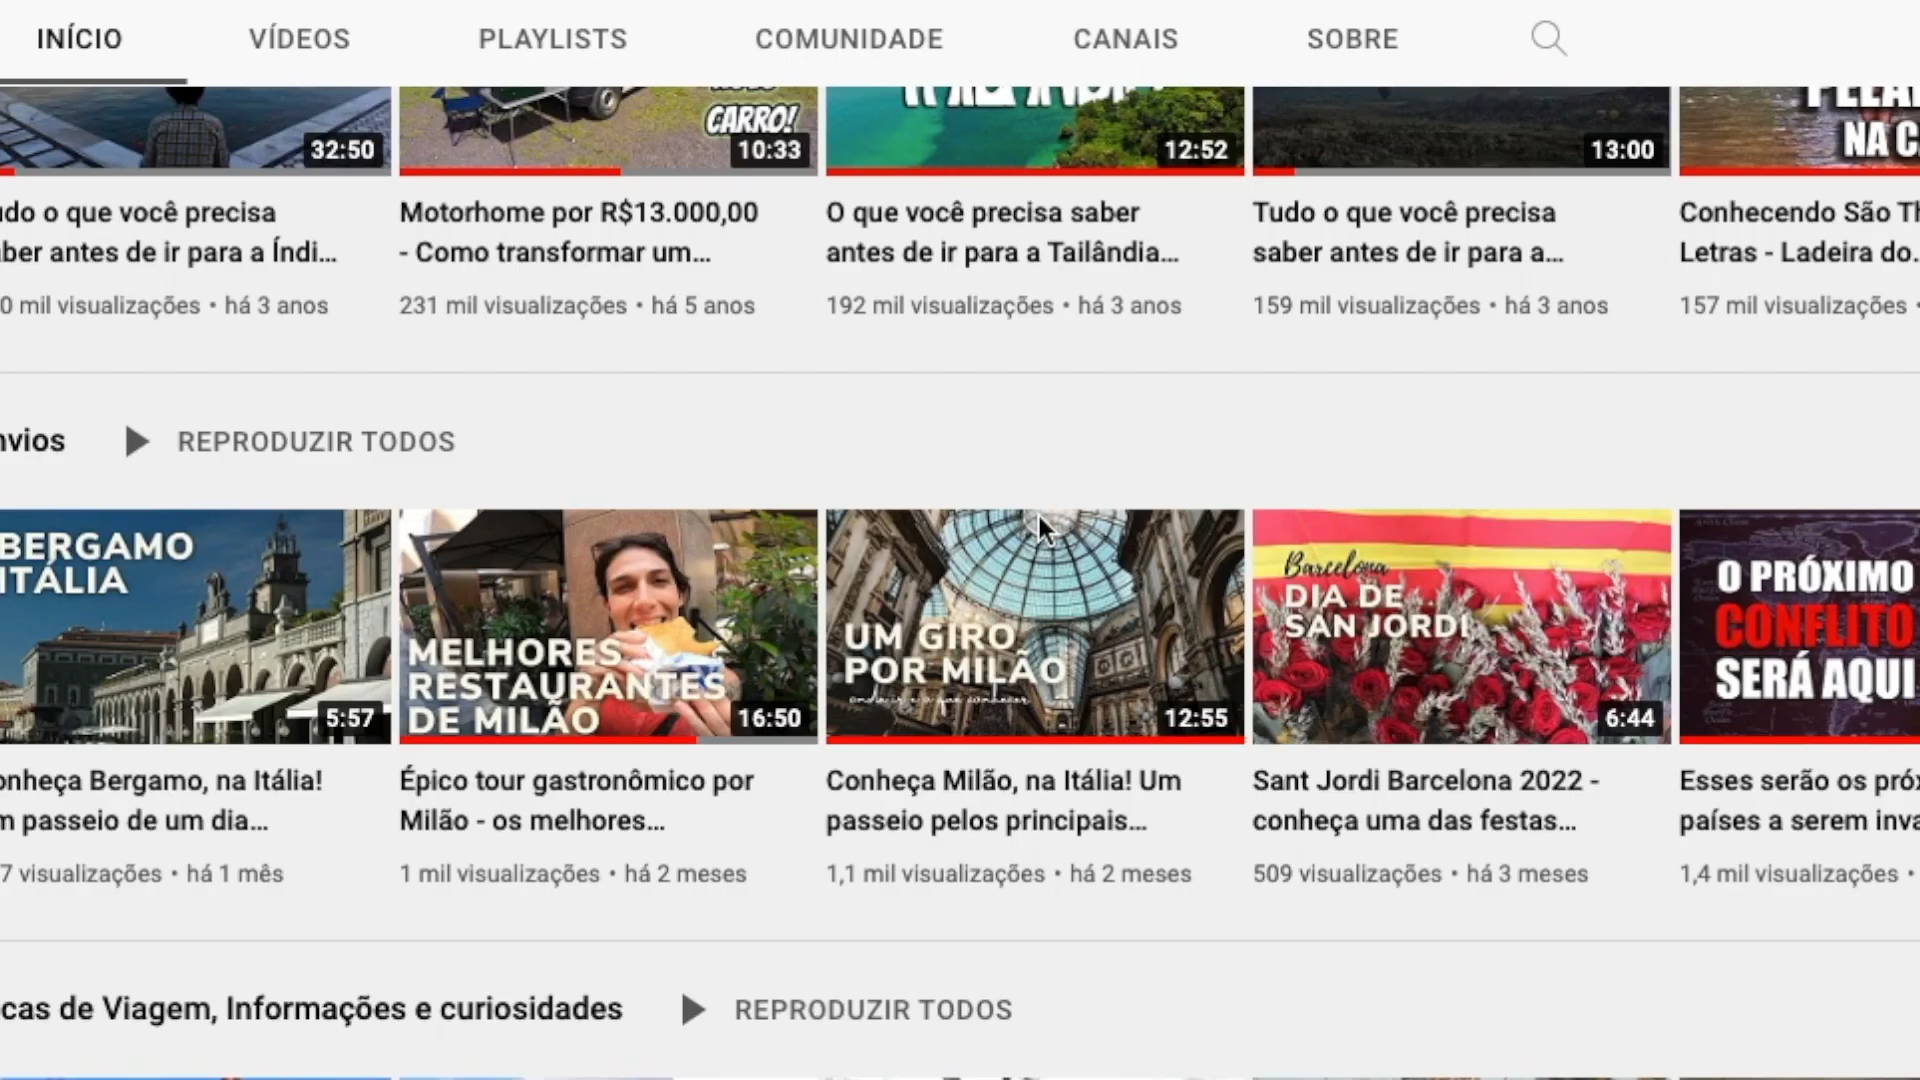 INÍCIO VÍDEOS PLAYLISTS COMUNIDADE CANAIS SOBRE
CARRO!
NA C
32:50 10:33 12:52 13:00
udo o que você precisa
ber antes de ir para a Índi...
0 mil visualizações • há 3 anos
Motorhome por R$13.000,00
- Como transformar um...
231 mil visualizações • há 5 anos
O que você precisa saber
antes de ir para a Tailândia...
192 mil visualizações • há 3 anos
Tudo o que você precisa
saber antes de ir para a...
159 mil visualizações • há 3 anos
Conhecendo São Th
Letras - Ladeira do.
157 mil visualizações •
nvios REPRODUZIR TODOS
BERGAMO
ITÁLIA
5:57
MELHORES
RESTAURANTES
DE MILÃO
16:50
UM GIRO
POR MILÃO
12:55
Barcelona
DIA DE
SAN JORDI
6:44
O PRÓXIMO
CONFLITO
SERÁ AQUI
onheça Bergamo, na Itália!
m passeio de um dia...
7 visualizações • há 1 mês
Épico tour gastronômico por
Milão - os melhores...
1 mil visualizações • há 2 meses
Conheça Milão, na Itália! Um
passeio pelos principais...
1,1 mil visualizações • há 2 meses
Sant Jordi Barcelona 2022 -
conheça uma das festas...
509 visualizações • há 3 meses
Esses serão os próx
países a serem inva
1,4 mil visualizações •
cas de Viagem, Informações e curiosidades REPRODUZIR TODOS